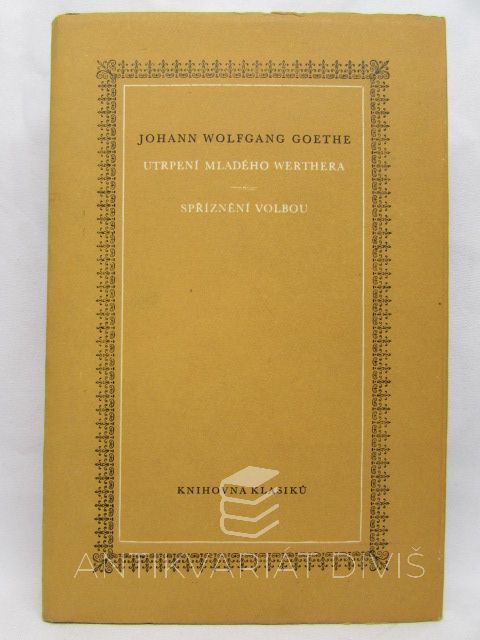 JOHANN WOLFGANG GOETHE
UTRPENÍ MLADÉHO WERTHERA
SPŘÍZNĚNÍ VOLBOU
KNIHOVNA KLASIKŮ
ANTIKVARIÁT DIVIŠ